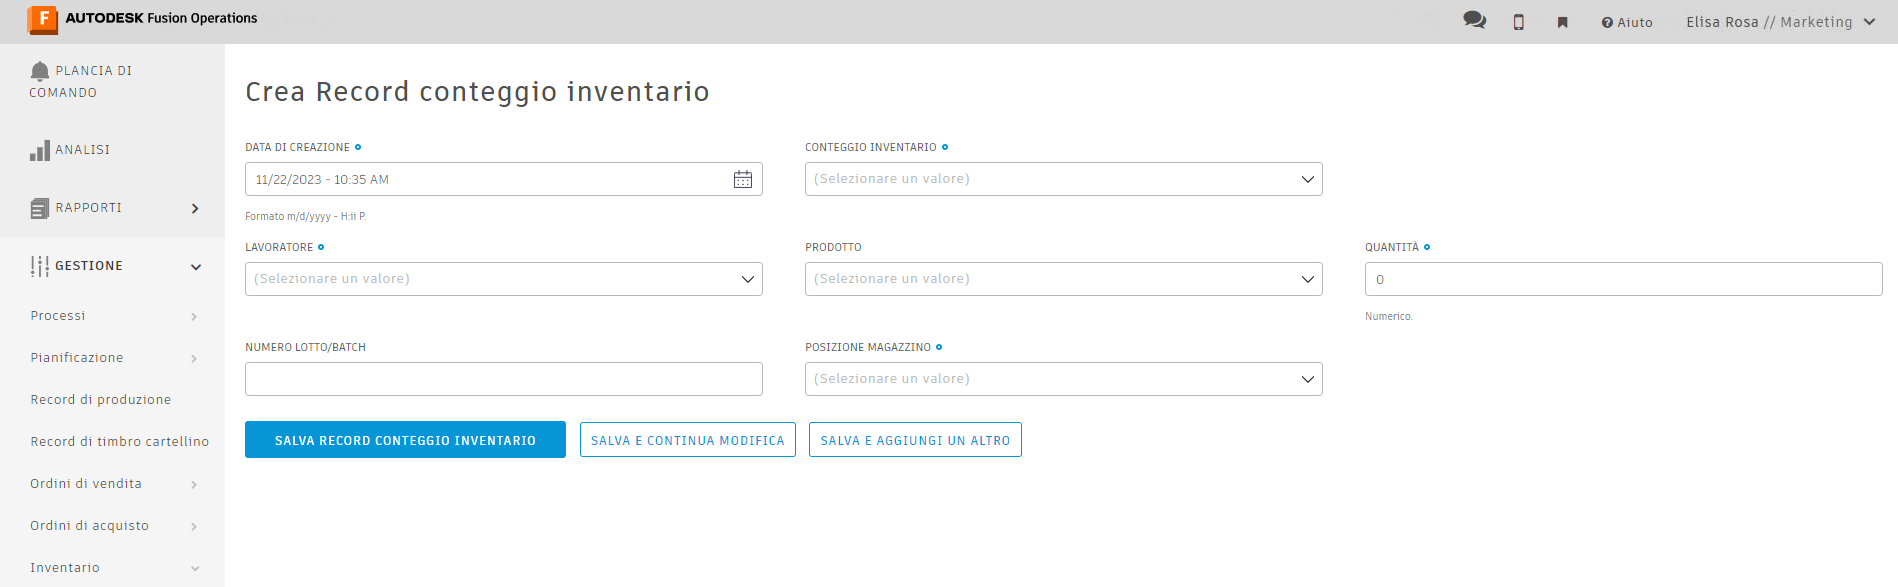 AUTODESK Fusion Operations
Aiuto
Elisa Rosa // Marketing
PLANCIA DI
COMANDO
ANALISI
RAPPORTI
GESTIONE
Processi
Pianificazione
Record di produzione
Record di timbro cartellino
Ordini di vendita
Ordini di acquisto
Inventario
Crea Record conteggio inventario
DATA DI CREAZIONE
11/22/2023 - 10:35 AM
Formato m/d/yyyy - H:ii P.
CONTEGGIO INVENTARIO
(Selezionare un valore)
LAVORATORE
(Selezionare un valore)
PRODOTTO
(Selezionare un valore)
QUANTITÀ
0
Numerico.
NUMERO LOTTO/BATCH
POSIZIONE MAGAZZINO
(Selezionare un valore)
SALVA RECORD CONTEGGIO INVENTARIO
SALVA E CONTINUA MODIFICA
SALVA E AGGIUNGI UN ALTRO